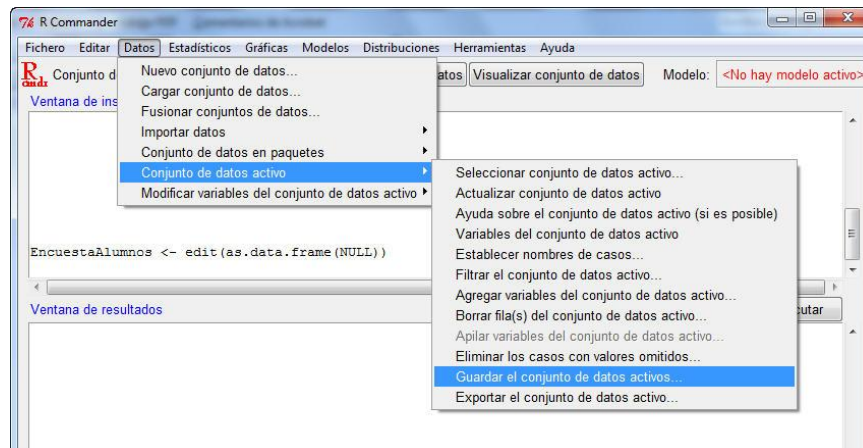 R Commander
Fichero Editar Datos Estadísticos Gráficas Modelos Distribuciones Herramientas Ayuda
R cmdr Conjunto d atos Visualizar conjunto de datos Modelo: <No hay modelo activo>
Ventana de ins
Nuevo conjunto de datos...
Cargar conjunto de datos...
Fusionar conjuntos de datos...
Importar datos
Conjunto de datos en paquetes
Conjunto de datos activo
Modificar variables del conjunto de datos activo
Seleccionar conjunto de datos activo...
Actualizar conjunto de datos activo
Ayuda sobre el conjunto de datos activo (si es posible)
Variables del conjunto de datos activo
Establecer nombres de casos...
Filtrar el conjunto de datos activo...
Agregar variables del conjunto de datos activo...
Borrar fila(s) del conjunto de datos activo...
Apilar variables del conjunto de datos activo...
Eliminar los casos con valores omitidos...
Guardar el conjunto de datos activos...
Exportar el conjunto de datos activo...
EncuestaAlumnos <- edit(as.data.frame(NULL))
Ventana de resultados
cutar